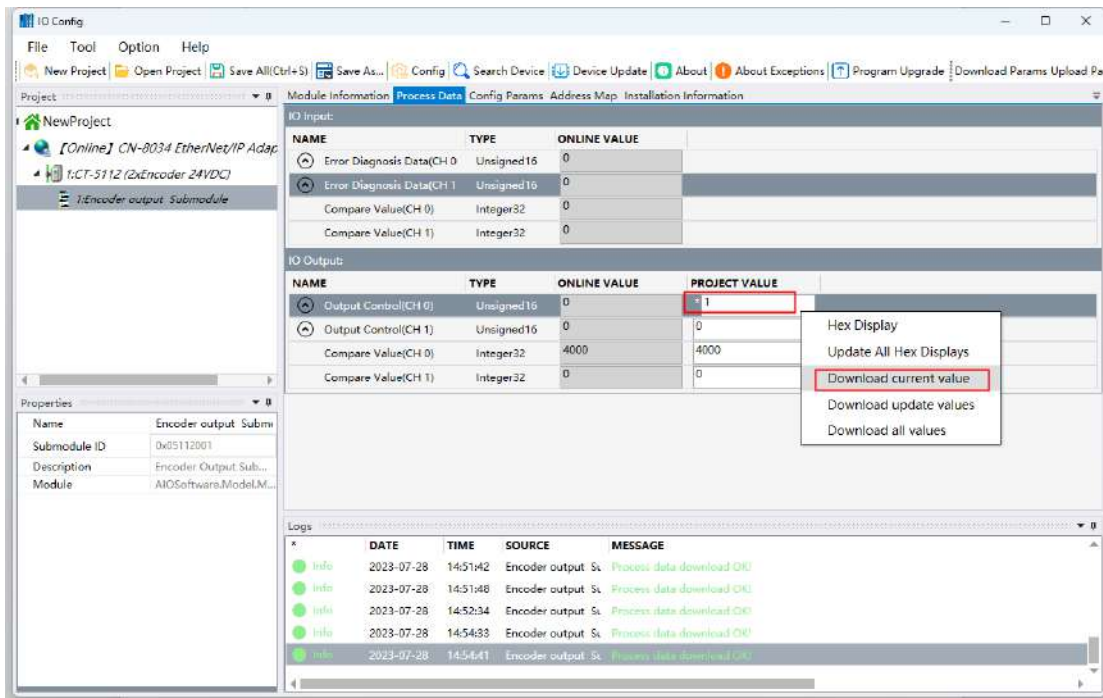 IO Config
File Tool Option Help
New Project Open Project Save All(Ctrl+S) Save As... Config Search Device Device Update About About Exceptions Program Upgrade Download Params Upload Pa
Project
Module Information Process Data Config Params Address Map Installation Information
NewProject
【Online】 CN-8034 EtherNet/IP Adap
1:CT-5112 (2xEncoder 24VDC)
1:Encoder output Submodule
IO Input:
NAME TYPE ONLINE VALUE
Error Diagnosis Data(CH 0 Unsigned16 0
Error Diagnosis Data(CH 1 Unsigned16 0
Compare Value(CH 0) Integer32 0
Compare Value(CH 1) Integer32 0
IO Output:
NAME TYPE ONLINE VALUE PROJECT VALUE
Output Control(CH 0) Unsigned16 0 * 1
Output Control(CH 1) Unsigned16 0 0
Compare Value(CH 0) Integer32 4000 4000
Compare Value(CH 1) Integer32 0 0
Hex Display
Update All Hex Displays
Download current value
Download update values
Download all values
Properties
Name Encoder output Subm
Submodule ID 0x05112001
Description Encoder Output Sub...
Module AIOSoftware.Model.M...
Logs
* DATE TIME SOURCE MESSAGE
Info 2023-07-28 14:51:42 Encoder output Su Process data download OK!
Info 2023-07-28 14:51:48 Encoder output Su Process data download OK!
Info 2023-07-28 14:52:34 Encoder output Su Process data download OK!
Info 2023-07-28 14:54:33 Encoder output Su Process data download OK!
Info 2023-07-28 14:54:41 Encoder output Su Process data download OK!